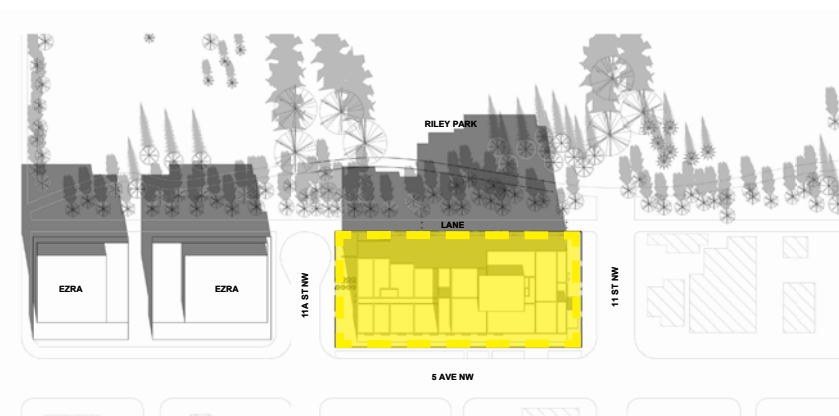 RILEY PARK
LANE
EZRA
EZRA
11A ST NW
11 ST NW
5 AVE NW